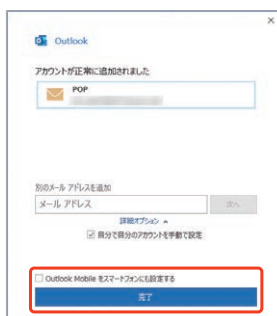 Outlook
アカウントが正常に追加されました
POP
別のメール アドレスを追加
メール アドレス
次へ
詳細オプション
自分で自分のアカウントを手動で設定
Outlook Mobile をスマートフォンにも設定する
完了